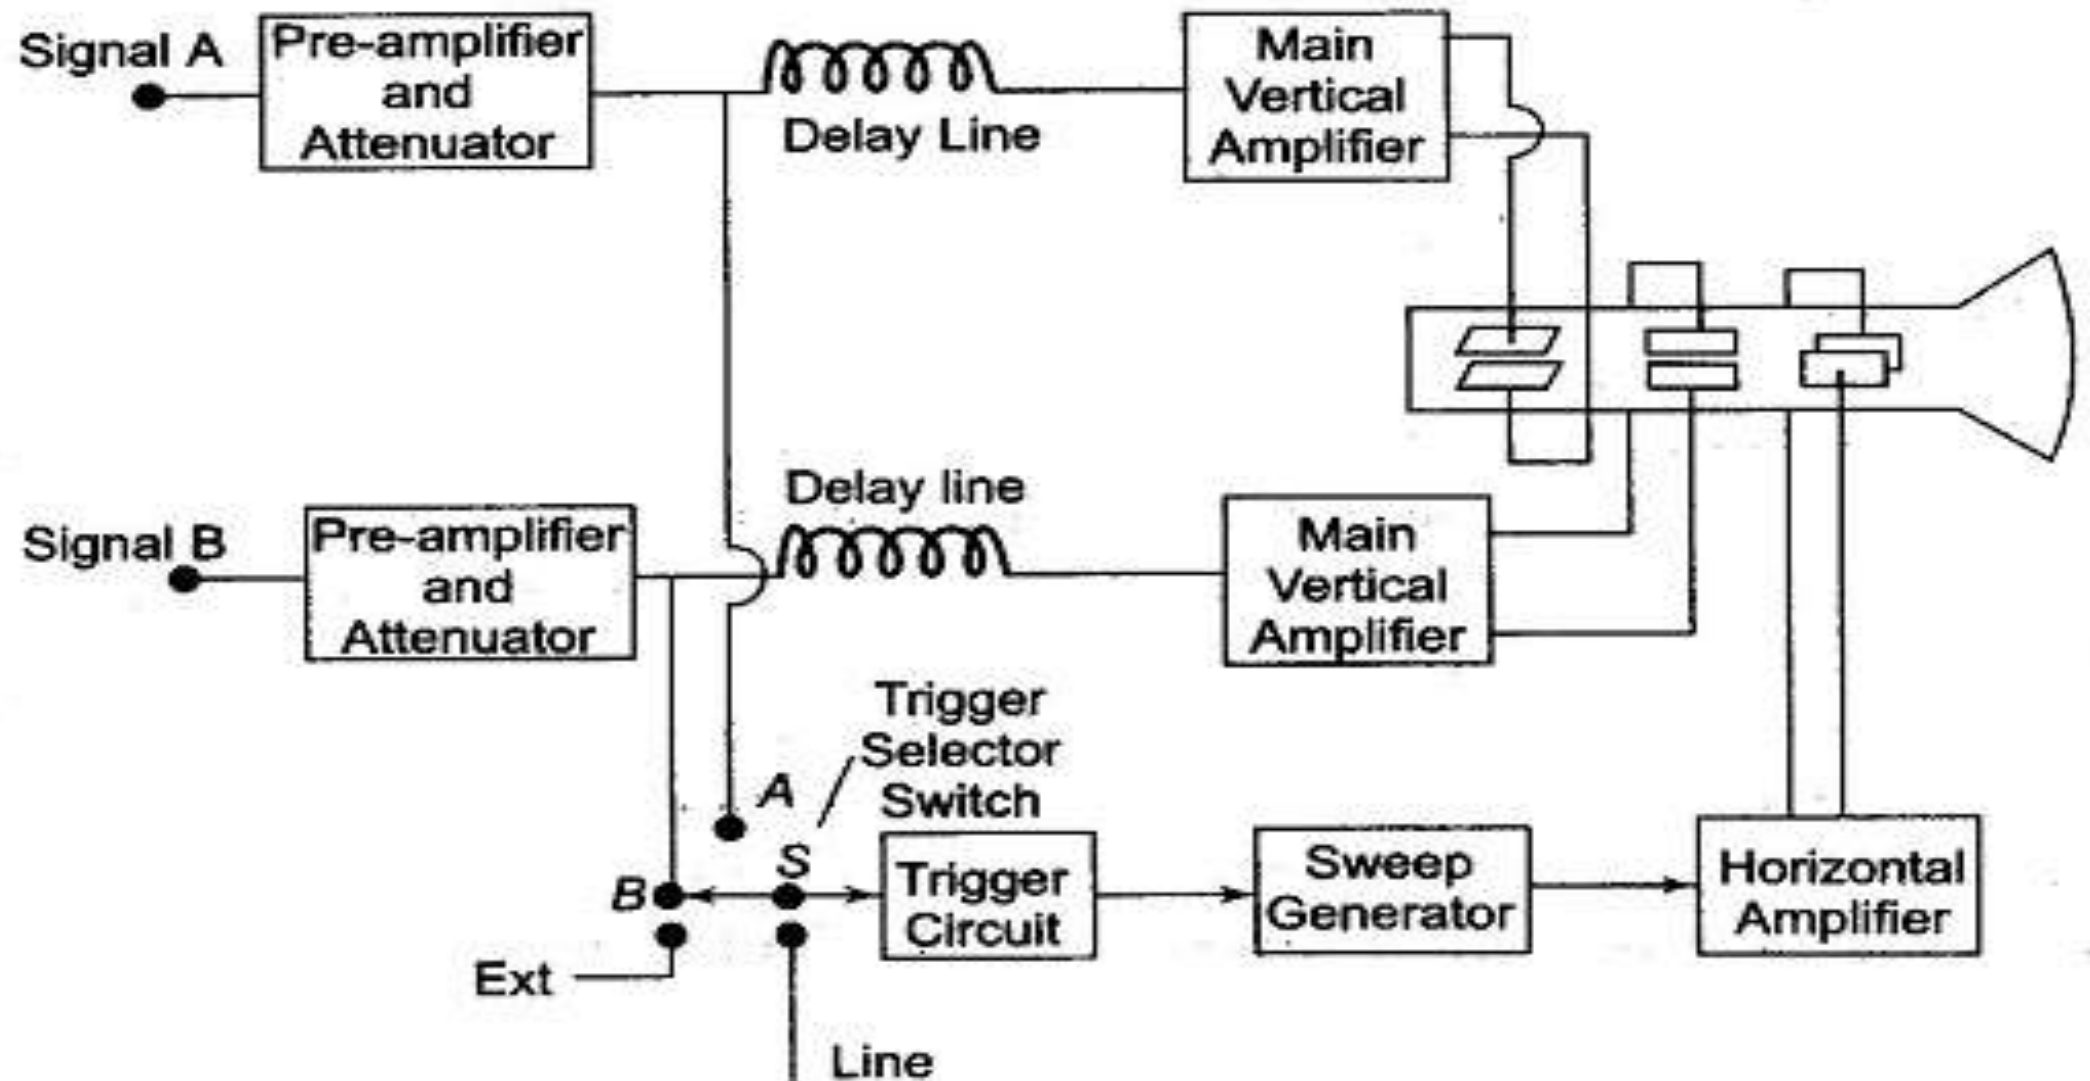 Signal A
Pre-amplifier
and
Attenuator
Delay Line
Main
Vertical
Amplifier
Signal B
Pre-amplifier
and
Attenuator
Delay line
Main
Vertical
Amplifier
Trigger
Selector
Switch
A
S
B
Ext
Line
Trigger
Circuit
Sweep
Generator
Horizontal
Amplifier